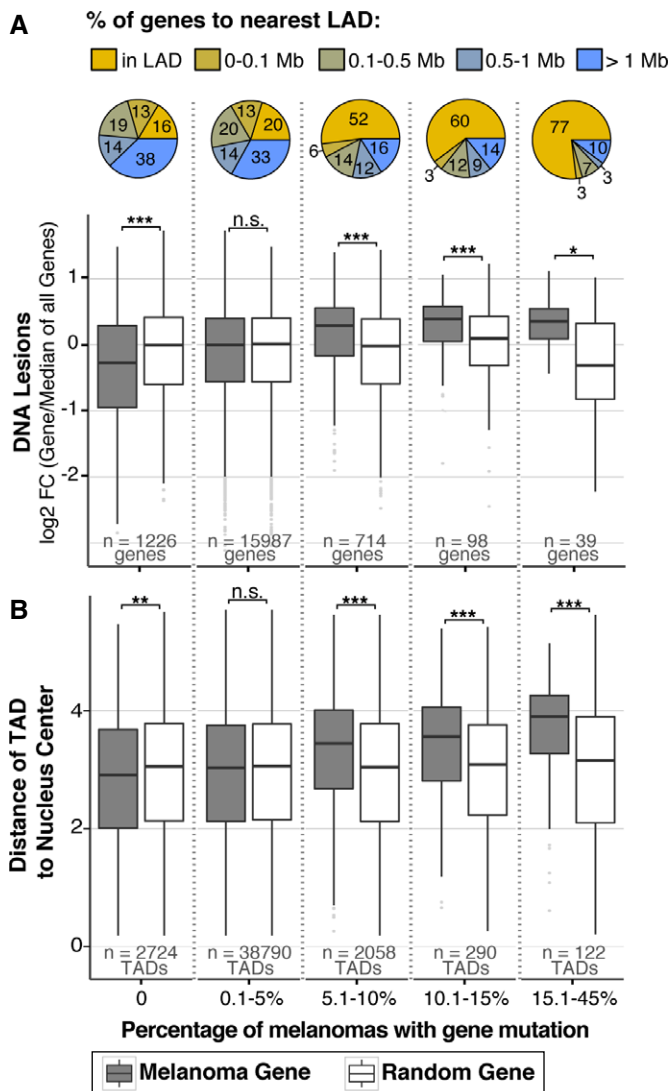 A
% of genes to nearest LAD:
in LAD 0-0.1 Mb 0.1-0.5 Mb 0.5-1 Mb > 1 Mb
13 16 38 14 19
13 20 33 14 20
52 16 12 14 6
60 14 9 12 3
77 10 3 7 3
DNA Lesions
log2 FC (Gene/Median of all Genes)
1
0
-1
-2
*** n.s. *** *** *
n = 1226 genes
n = 15987 genes
n = 714 genes
n = 98 genes
n = 39 genes
B
Distance of TAD
to Nucleus Center
4
2
0
** n.s. *** *** ***
n = 2724 TADs
n = 38790 TADs
n = 2058 TADs
n = 290 TADs
n = 122 TADs
0 0.1-5% 5.1-10% 10.1-15% 15.1-45%
Percentage of melanomas with gene mutation
Melanoma Gene Random Gene